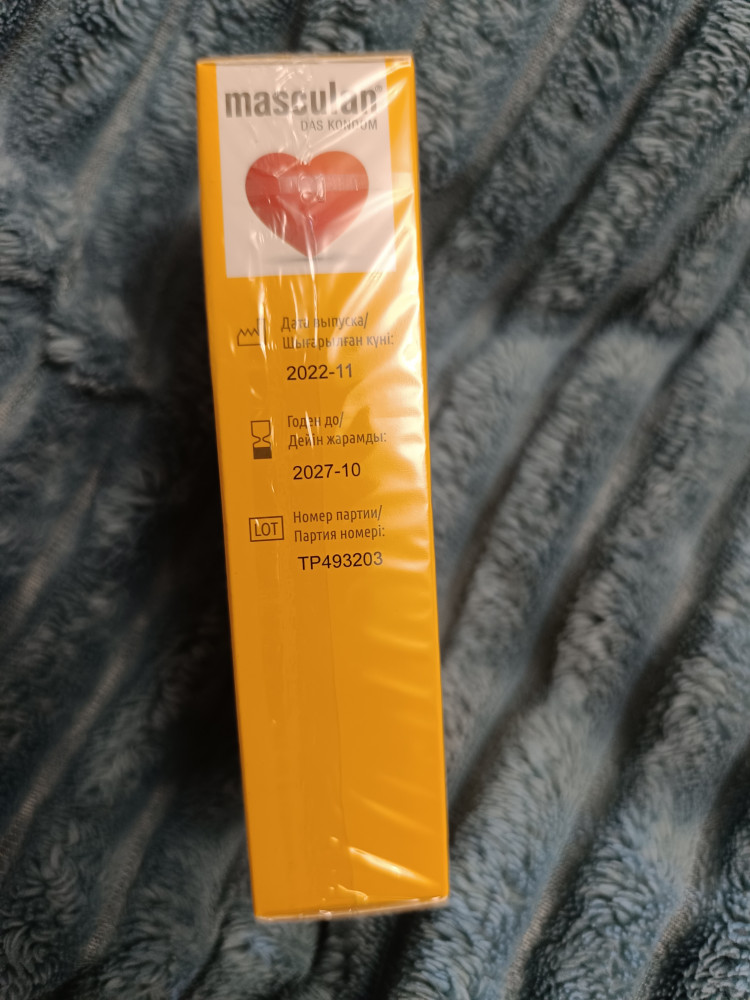 masculan®
DAS KONDOM
Дата выпуска/
Шығарылған күні:
2022-11
Годен до/
Дейін жарамды:
2027-10
LOT
Номер партии/
Партия номері:
TP493203